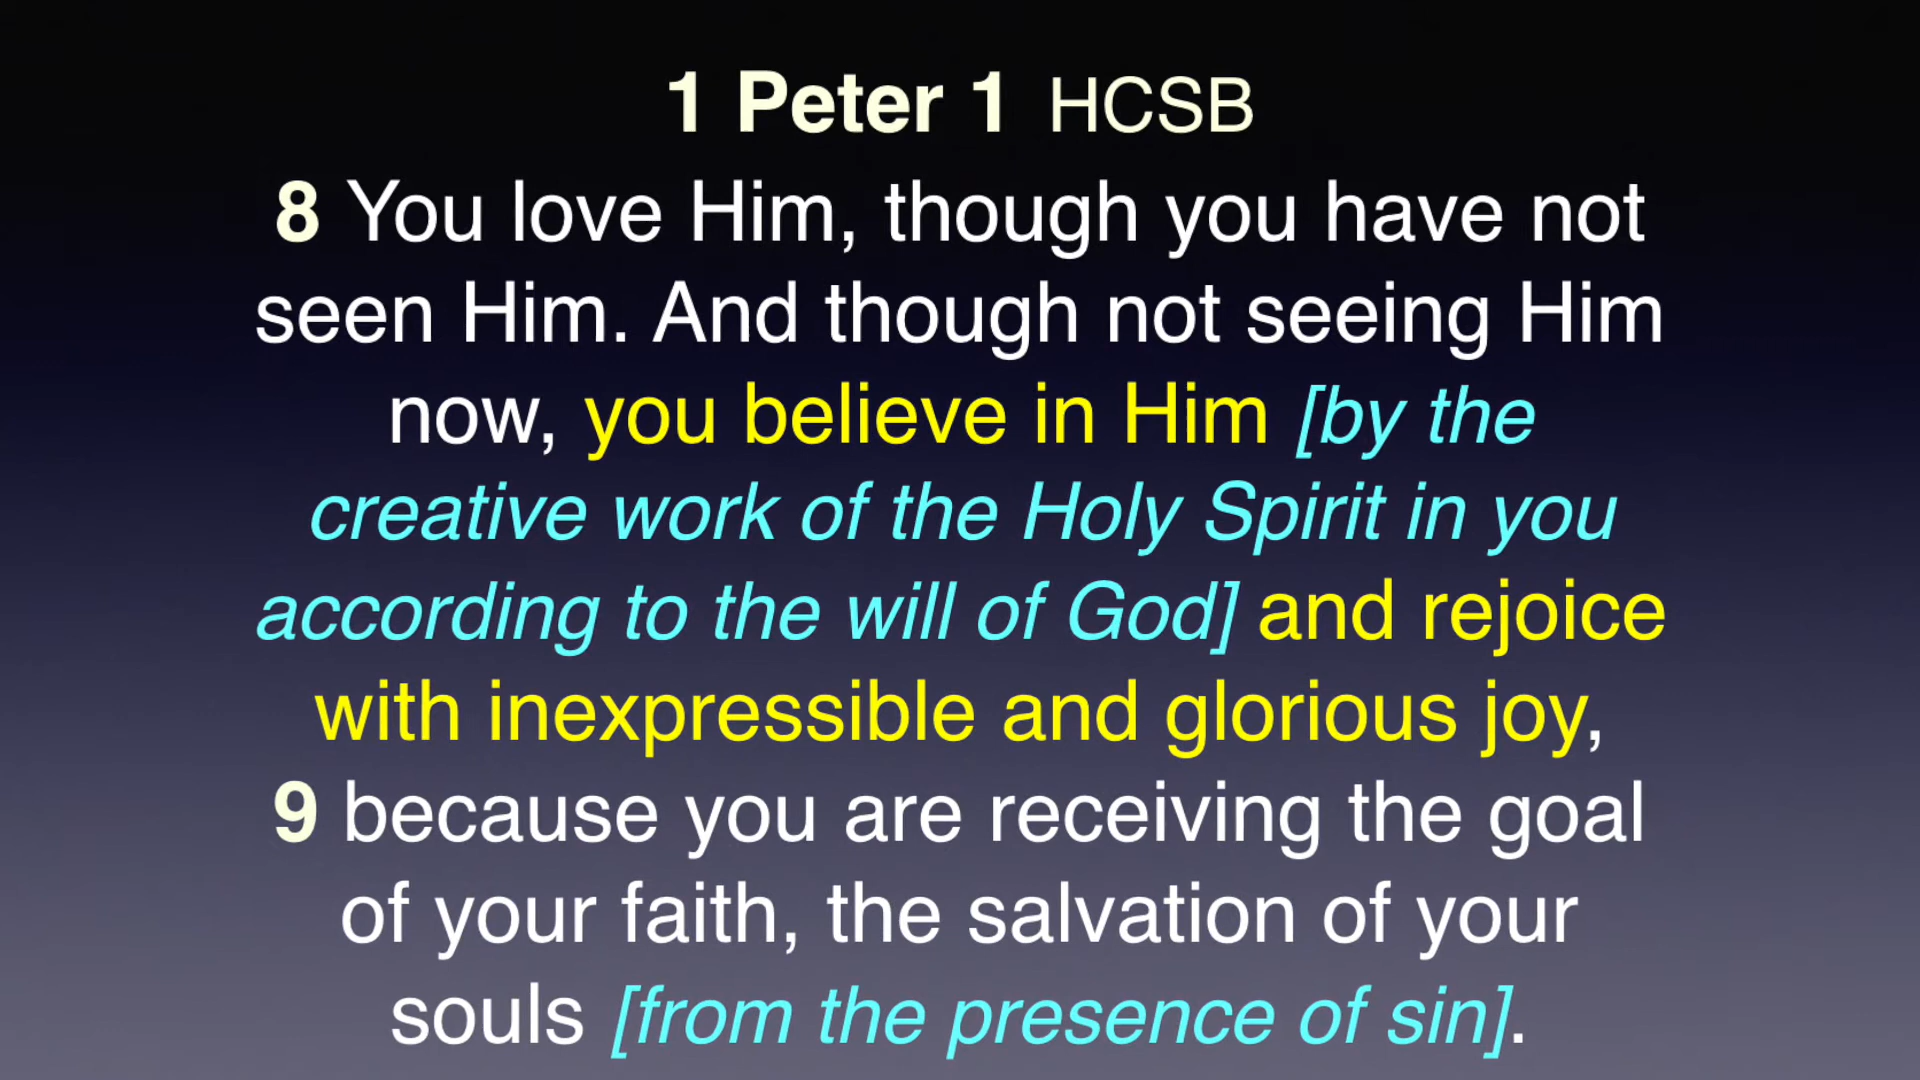 1 Peter 1 HCSB
8 You love Him, though you have not
seen Him. And though not seeing Him
now, you believe in Him [by the
creative work of the Holy Spirit in you
according to the will of God] and rejoice
with inexpressible and glorious joy,
9 because you are receiving the goal
of your faith, the salvation of your
souls [from the presence of sin].